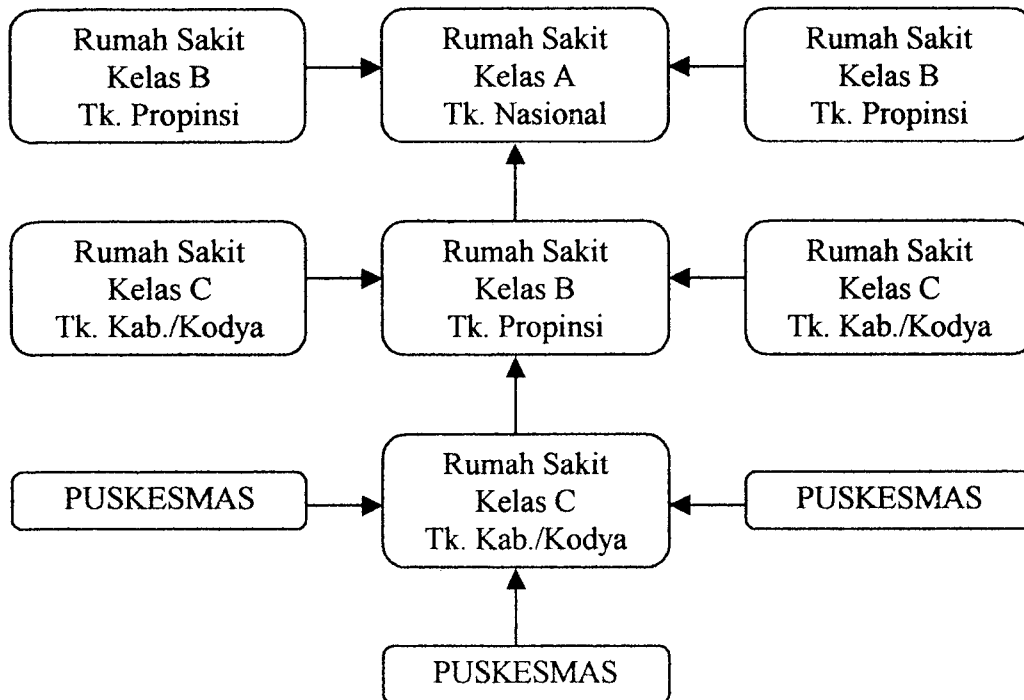 Rumah Sakit
Kelas B
Tk. Propinsi
Rumah Sakit
Kelas A
Tk. Nasional
Rumah Sakit
Kelas B
Tk. Propinsi
Rumah Sakit
Kelas C
Tk. Kab./Kodya
Rumah Sakit
Kelas B
Tk. Propinsi
Rumah Sakit
Kelas C
Tk. Kab./Kodya
PUSKESMAS
Rumah Sakit
Kelas C
Tk. Kab./Kodya
PUSKESMAS
PUSKESMAS